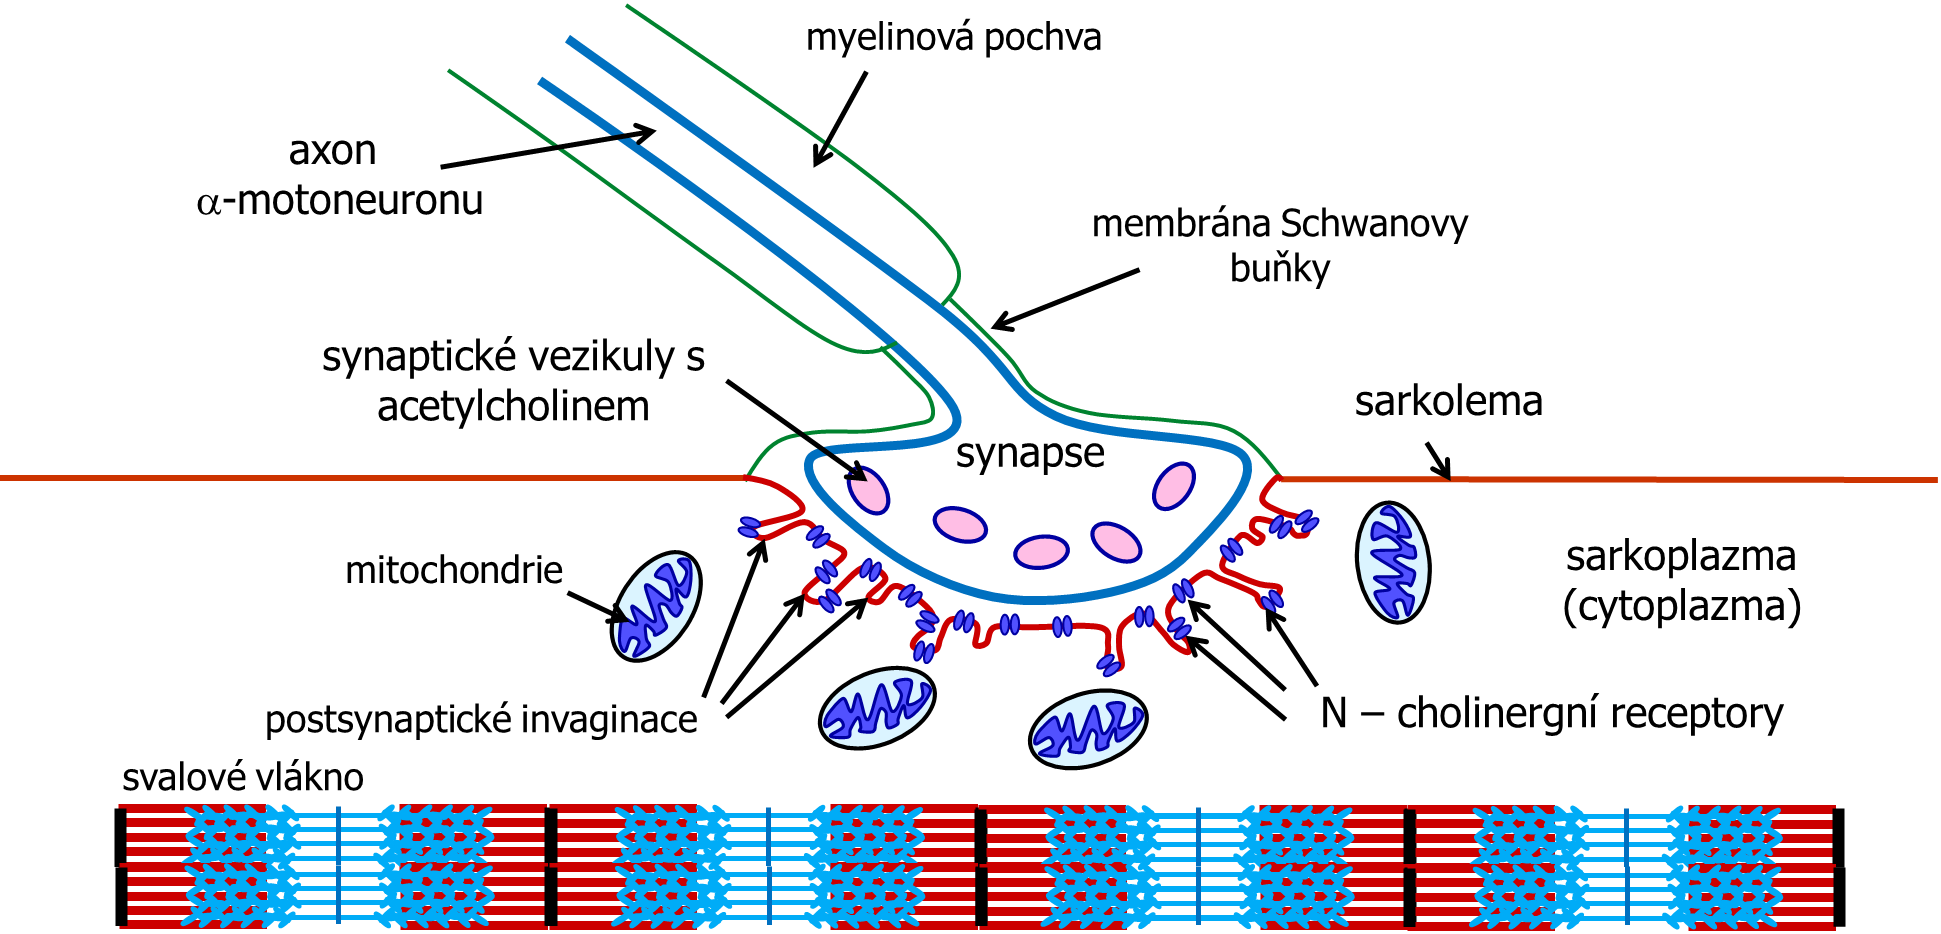 myelinová pochva
axon
α-motoneuronu
membrána Schwanovy
buňky
synaptické vezikuly s
acetylcholinem
sarkolema
synapse
mitochondrie
sarkoplazma
(cytoplazma)
postsynaptické invaginace
N – cholinergní receptory
svalové vlákno